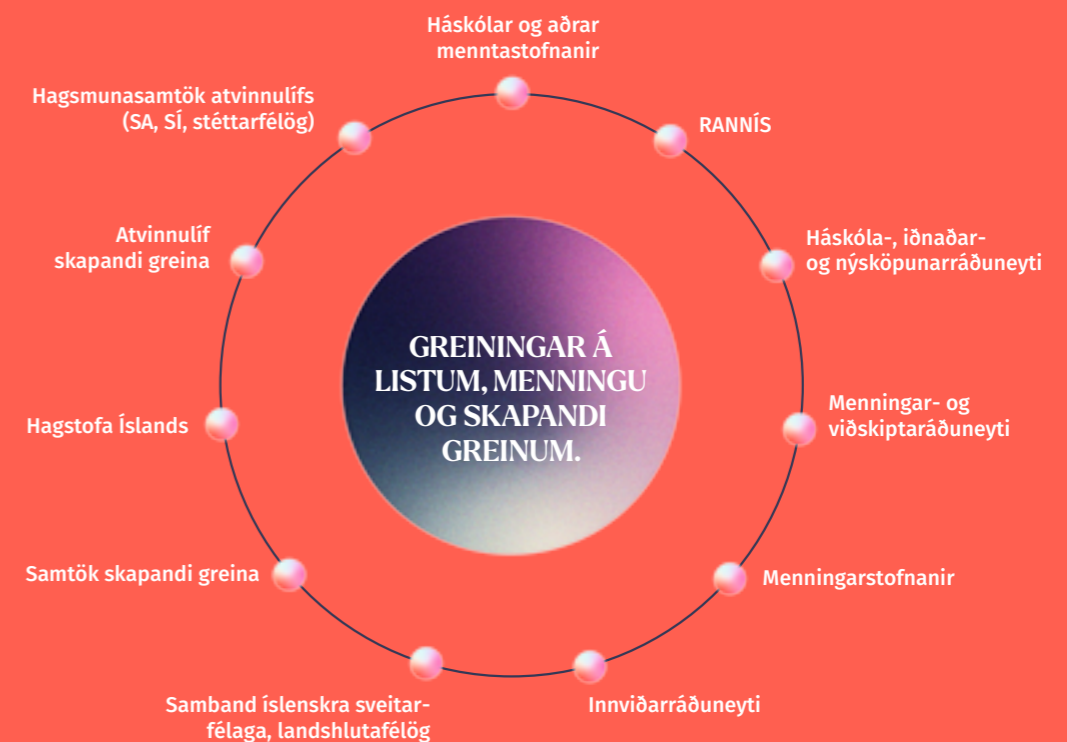 Háskólar og aðrar
menntastofnanir
Hagsmunasamtök atvinnulífs
(SA, SÍ, stéttarfélög)
RANNÍS
Atvinnulíf
skapandi greina
Háskóla-, iðnaðar-
og nýsköpunarráðuneyti
GREININGAR Á
LISTUM, MENNINGU
OG SKAPANDI
GREINUM.
Hagstofa Íslands
Menningar- og
viðskiptaráðuneyti
Samtök skapandi greina
Menningarstofnanir
Samband íslenskra sveitar-
félaga, landshlutafélög
Innviðarráðuneyti